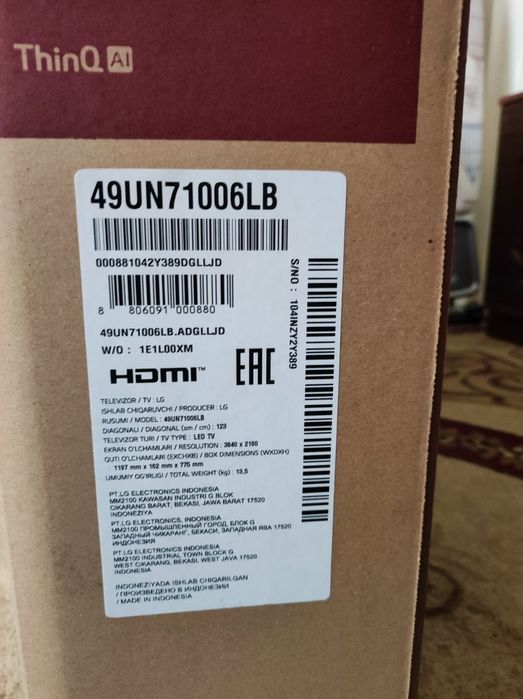 ThinQ AI
49UN71006LB
000881042Y389DGLLJD
8 806091 000880
49UN71006LB.ADGLLJD
W/O : 1E1L00XM
S/NO : 104INZY2Y389
HDMI™ EAC
TELEVIZOR / TV : LG
ISHLAB CHIQARUVCHI / PRODUCER : LG
RUSUMI / MODEL : 49UN71006LB
DIAGONALI / DIAGONAL (sm / cm) : 123
TELEVIZOR TURI / TV TYPE : LED TV
EKRAN O'LCHAMLARI / RESOLUTION : 3840 x 2160
QUTI O'LCHAMLARI (EXCHXB) / BOX DIMENSIONS (WXDXH)
: 1197 mm x 162 mm x 775 mm
UMUMIY OG'IRLIGI / TOTAL WEIGHT (kg) : 13,5
PT.LG ELECTRONICS INDONESIA
MM2100 KAWASAN INDUSTRI G BLOK
CIKARANG BARAT, BEKASI, JAWA BARAT 17520
INDONEZIYA
PT.LG ELECTRONICS, INDONESIA
MM2100 ПРОМЫШЛЕННЫЙ ГОРОД, БЛОК G
ЗАПАДНЫЙ ЧИКАРАНГ, БЕКАСИ, ЗАПАДНАЯ ЯВА 17520
ИНДОНЕЗИЯ
PT.LG ELECTRONICS INDONESIA
MM2100 INDUSTRIAL TOWN BLOCK G
WEST CIKARANG, BEKASI, WEST JAVA 17520
INDONESIA
INDONEZIYADA ISHLAB CHIQARILGAN
/ ПРОИЗВЕДЕНО В ИНДОНЕЗИИ
/ MADE IN INDONESIA